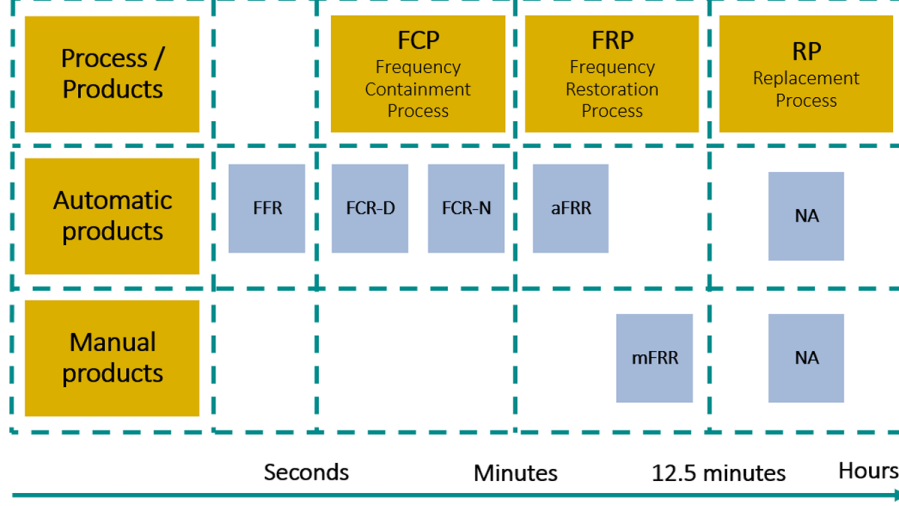 Process /
Products
FCP
Frequency
Containment
Process
FRP
Frequency
Restoration
Process
RP
Replacement
Process
Automatic
products
FFR
FCR-D
FCR-N
aFRR
NA
Manual
products
mFRR
NA
Seconds
Minutes
12.5 minutes
Hours